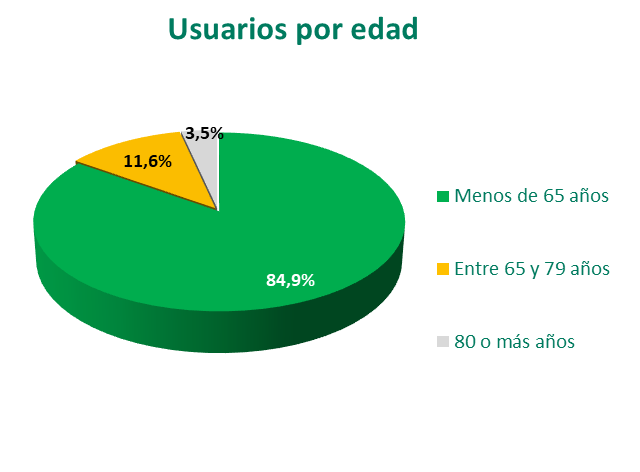 Usuarios por edad
3,5%
11,6%
84,9%
Menos de 65 años
Entre 65 y 79 años
80 o más años